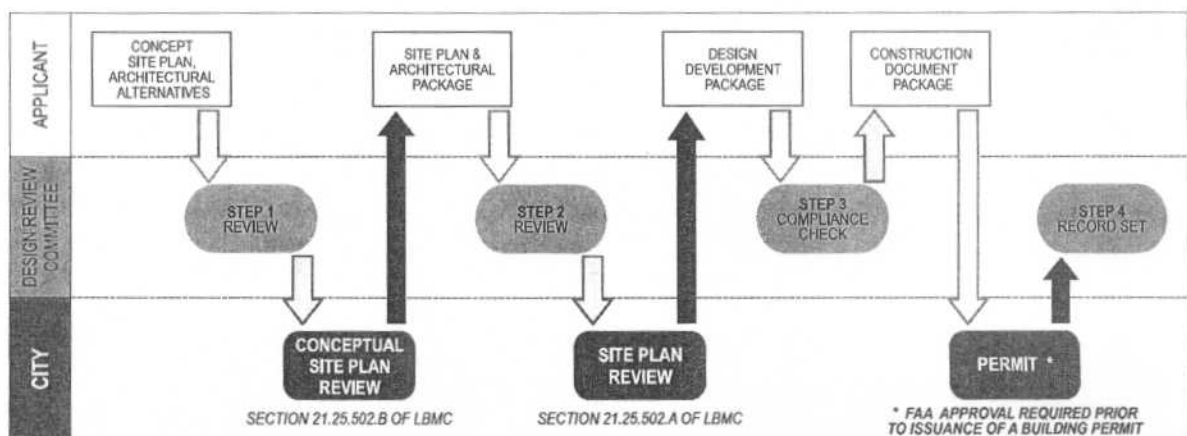 APPLICANT
CONCEPT
SITE PLAN,
ARCHITECTURAL
ALTERNATIVES
SITE PLAN &
ARCHITECTURAL
PACKAGE
DESIGN
DEVELOPMENT
PACKAGE
CONSTRUCTION
DOCUMENT
PACKAGE
DESIGN REVIEW
COMMITTEE
STEP 1
REVIEW
STEP 2
REVIEW
STEP 3
COMPLIANCE
CHECK
STEP 4
RECORD SET
CITY
CONCEPTUAL
SITE PLAN
REVIEW
SECTION 21.25.502.B OF LBMC
SITE PLAN
REVIEW
SECTION 21.25.502.A OF LBMC
PERMIT *
* FAA APPROVAL REQUIRED PRIOR
TO ISSUANCE OF A BUILDING PERMIT